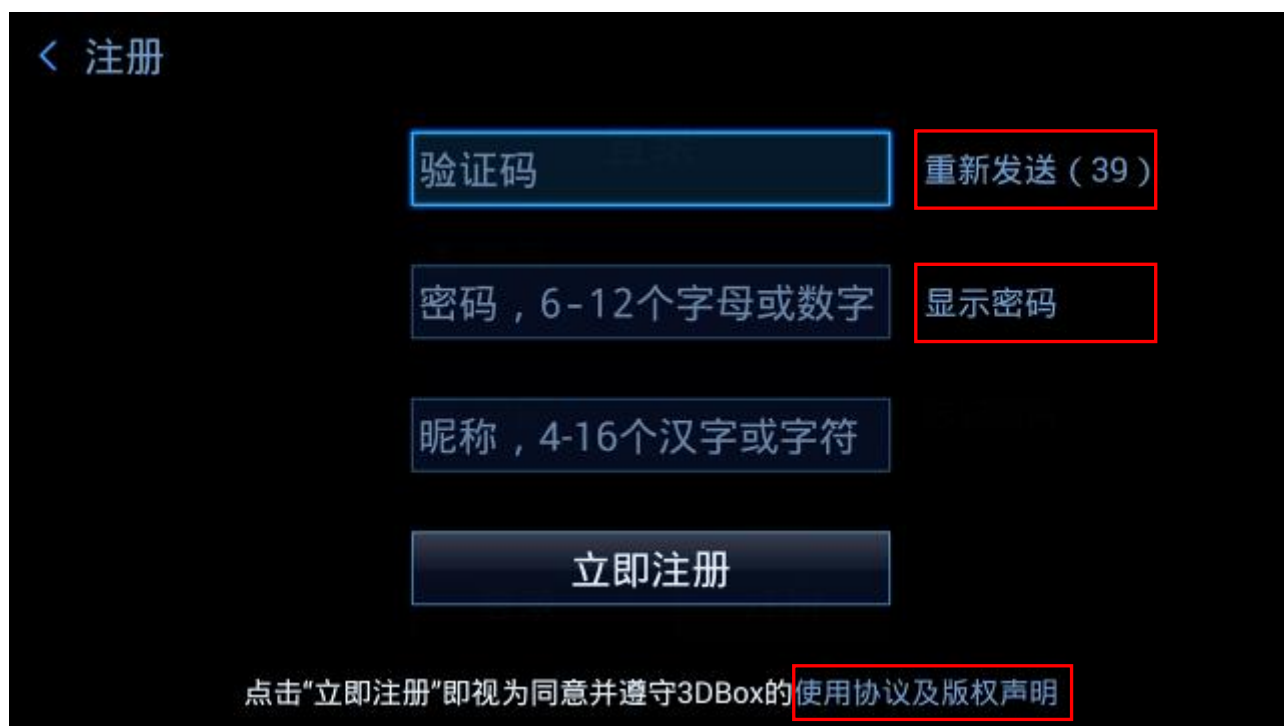 注册
验证码
重新发送（39）
密码，6-12个字母或数字
显示密码
昵称，4-16个汉字或字符
立即注册
点击“立即注册”即视为同意并遵守3DBox的使用协议及版权声明